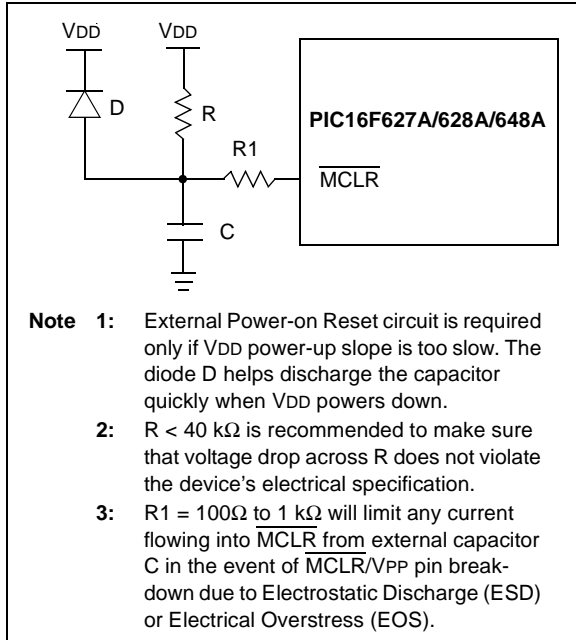 VDD VDD
D
R
PIC16F627A/628A/648A
R1
MCLR
C
Note 1: External Power-on Reset circuit is required
only if VDD power-up slope is too slow. The
diode D helps discharge the capacitor
quickly when VDD powers down.
2: R < 40 kΩ is recommended to make sure
that voltage drop across R does not violate
the device's electrical specification.
3: R1 = 100Ω to 1 kΩ will limit any current
flowing into MCLR from external capacitor
C in the event of MCLR/VPP pin break-
down due to Electrostatic Discharge (ESD)
or Electrical Overstress (EOS).